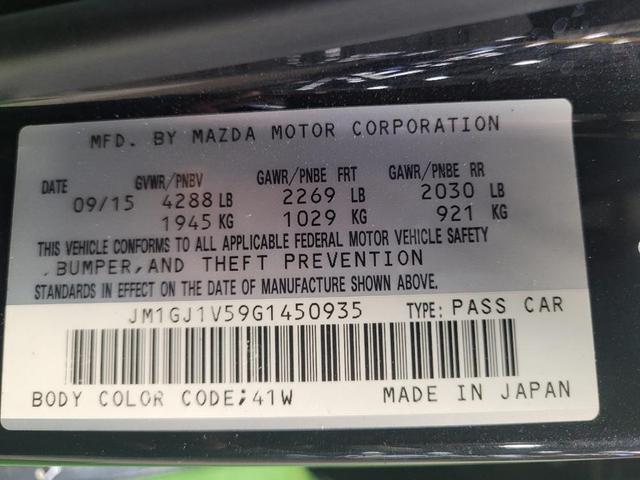 MFD. BY MAZDA MOTOR CORPORATION
DATE GVWR/PNBV GAWR/PNBE FRT GAWR/PNBE RR
09/15 4288 LB 2269 LB 2030 LB
1945 KG 1029 KG 921 KG
THIS VEHICLE CONFORMS TO ALL APPLICABLE FEDERAL MOTOR VEHICLE SAFETY
,BUMPER,AND THEFT PREVENTION
STANDARDS IN EFFECT ON THE DATE OF MANUFACTURE SHOWN ABOVE.
JM1GJ1V59G1450935 TYPE: PASS CAR
BODY COLOR CODE;41W MADE IN JAPAN